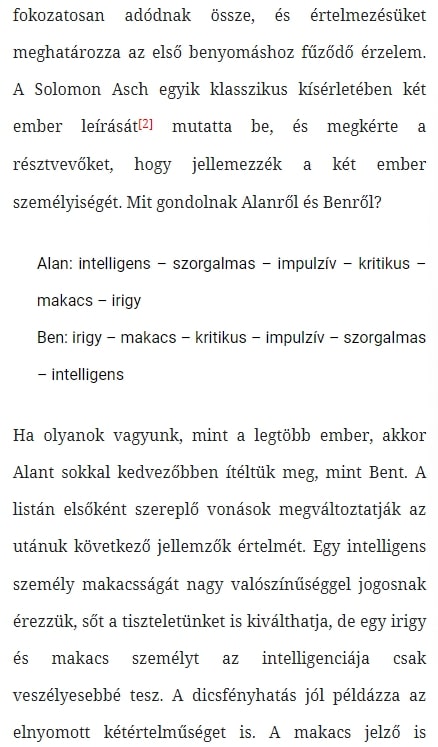 fokozatosan adódnak össze, és értelmezésüket
meghatározza az első benyomáshoz fűződő érzelem.
A Solomon Asch egyik klasszikus kísérletében két
ember leírását[2] mutatta be, és megkérte a
résztvevőket, hogy jellemezzék a két ember
személyiségét. Mit gondolnak Alanről és Benről?
Alan: intelligens – szorgalmas – impulzív – kritikus –
makacs – irigy
Ben: irigy – makacs – kritikus – impulzív – szorgalmas
– intelligens
Ha olyanok vagyunk, mint a legtöbb ember, akkor
Alant sokkal kedvezőbben ítéltük meg, mint Bent. A
listán elsőként szereplő vonások megváltoztatják az
utánuk következő jellemzők értelmét. Egy intelligens
személy makacsságát nagy valószínűséggel jogosnak
érezzük, sőt a tiszteletünket is kiválthatja, de egy irigy
és makacs személyt az intelligenciája csak
veszélyesebbé tesz. A dicsfényhatás jól példázza az
elnyomott kétértelműséget is. A makacs jelző is